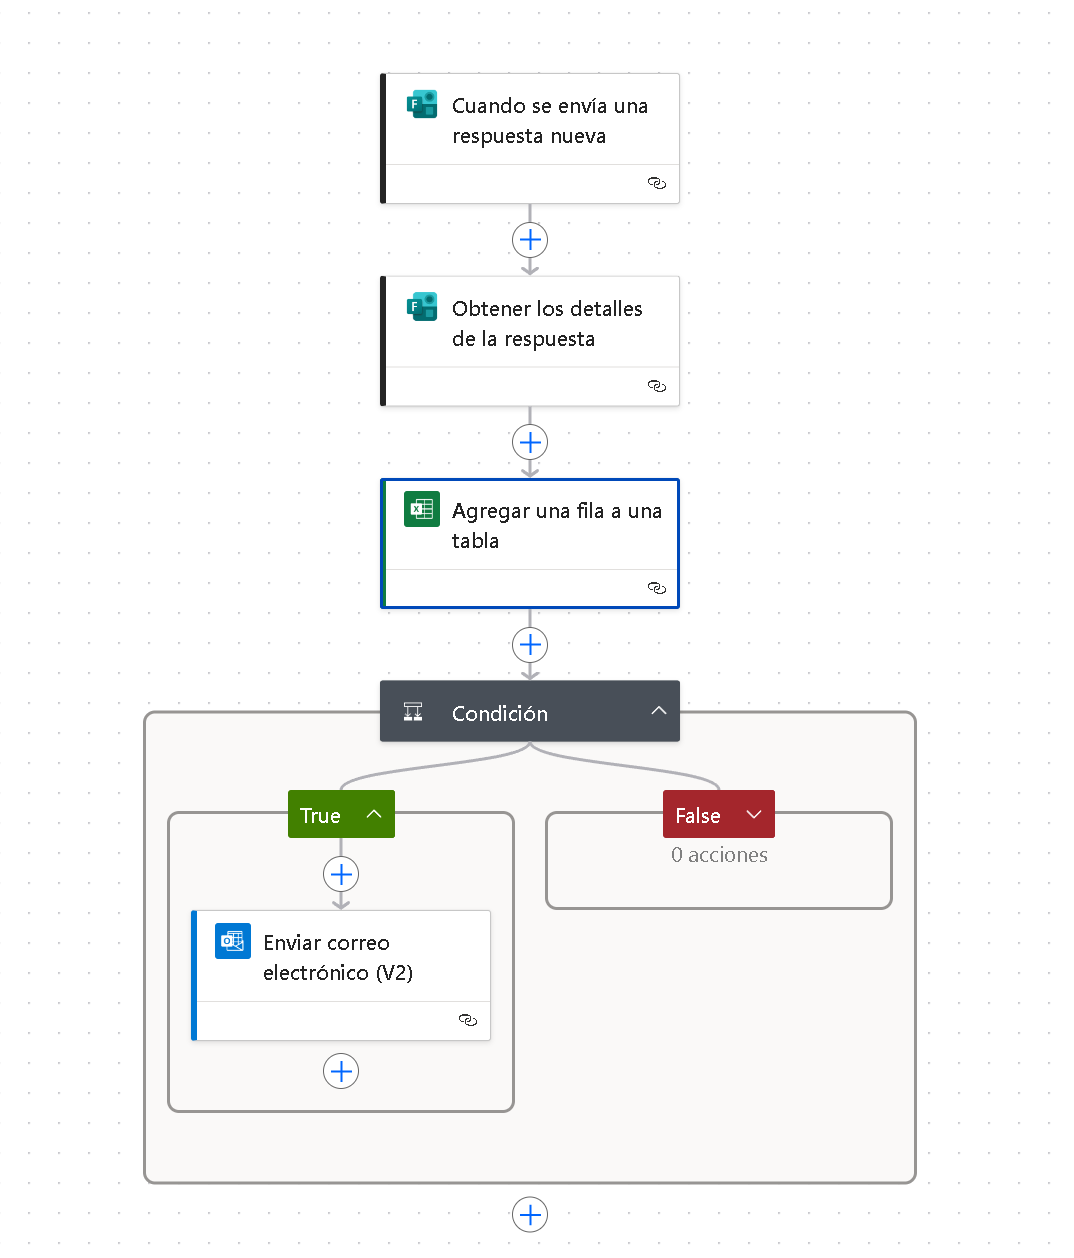 Cuando se envía una
respuesta nueva
Obtener los detalles
de la respuesta
Agregar una fila a una
tabla
Condición
True
False
0 acciones
Enviar correo
electrónico (V2)